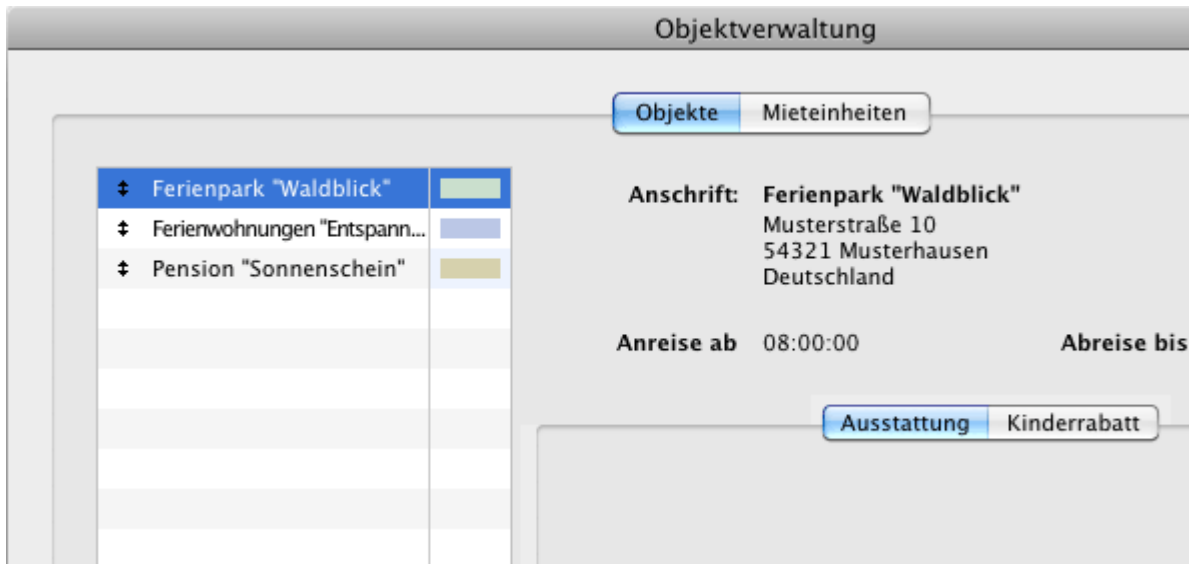 Objektverwaltung
Objekte Mieteinheiten
Ferienpark "Waldblick"
Ferienwohnungen "Entspann...
Pension "Sonnenschein"
Anschrift: Ferienpark "Waldblick"
Musterstraße 10
54321 Musterhausen
Deutschland
Anreise ab 08:00:00 Abreise bis
Ausstattung Kinderrabatt